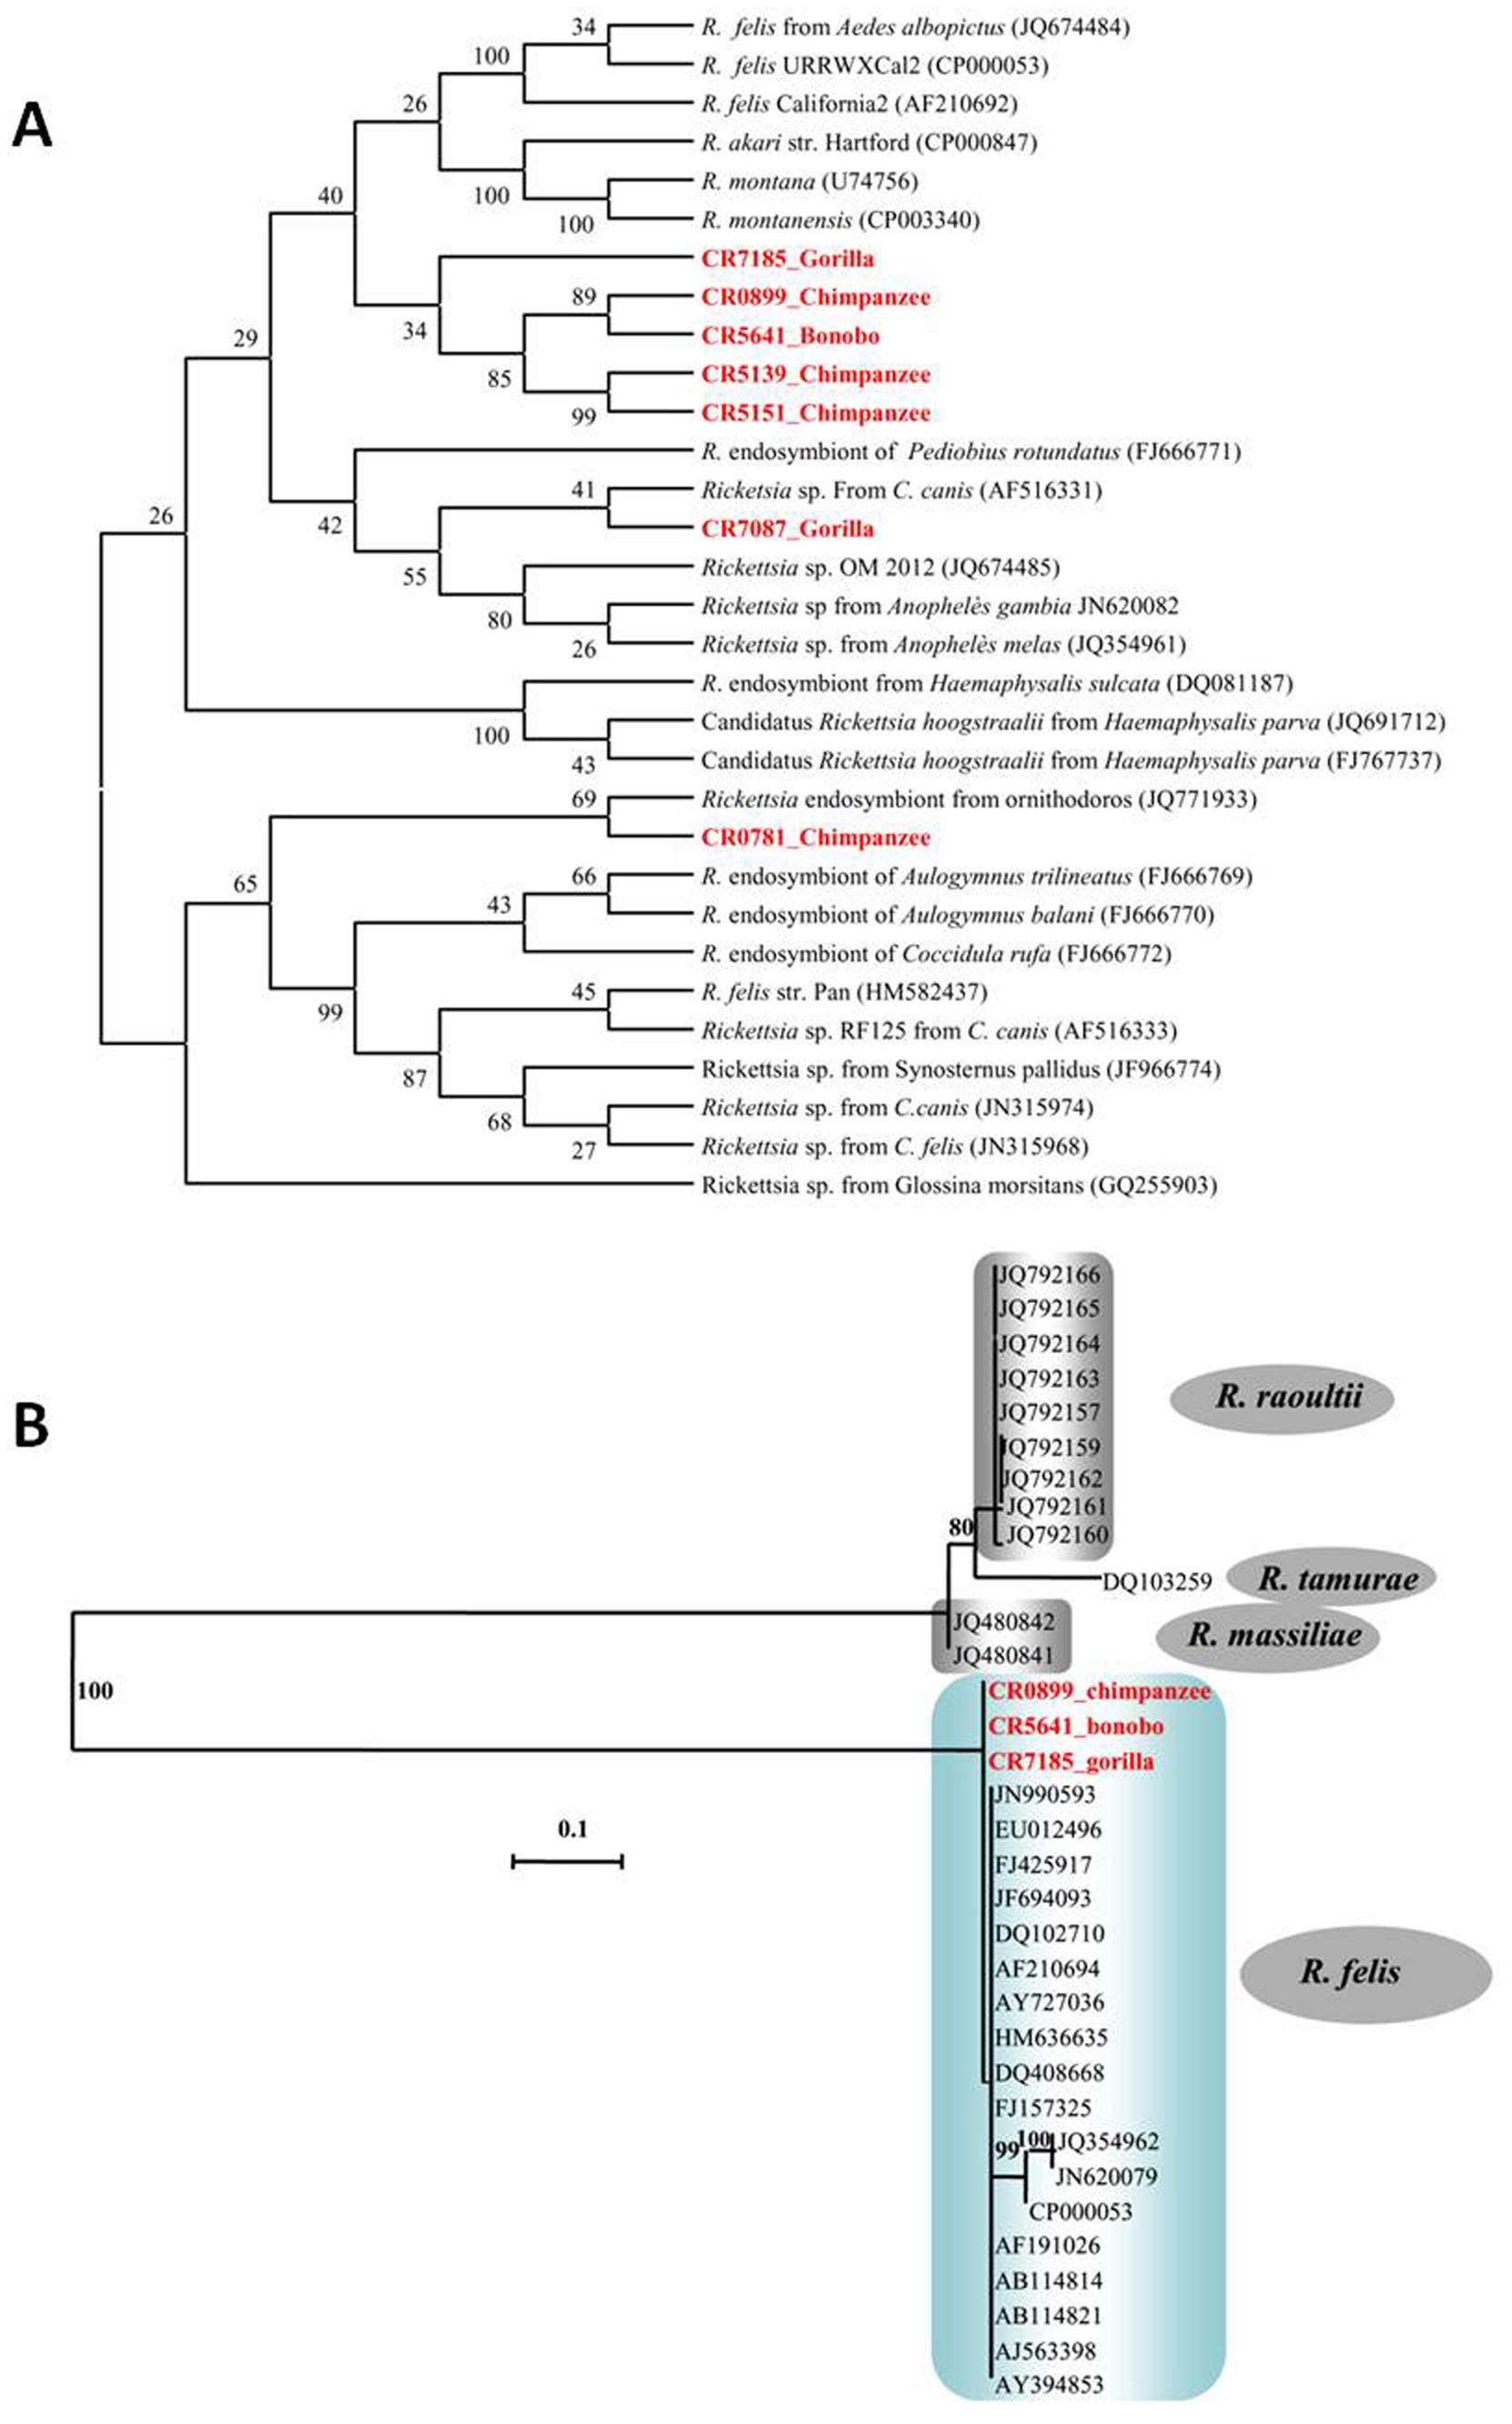 A
34
R. felis from Aedes albopictus (JQ674484)
100
R. felis URRWXCal2 (CP000053)
26
R. felis California2 (AF210692)
R. akari str. Hartford (CP000847)
40
100
R. montana (U74756)
100
R. montanensis (CP003340)
CR7185_Gorilla
89
CR0899_Chimpanzee
29
34
CR5641_Bonobo
85
CR5139_Chimpanzee
99
CR5151_Chimpanzee
R. endosymbiont of Pediobius rotundatus (FJ666771)
41
Ricketsia sp. From C. canis (AF516331)
26
42
CR7087_Gorilla
55
Rickettsia sp. OM 2012 (JQ674485)
80
Rickettsia sp from Anophelès gambia JN620082
26
Rickettsia sp. from Anophelès melas (JQ354961)
R. endosymbiont from Haemaphysalis sulcata (DQ081187)
100
Candidatus Rickettsia hoogstraalii from Haemaphysalis parva (JQ691712)
43
Candidatus Rickettsia hoogstraalii from Haemaphysalis parva (FJ767737)
69
Rickettsia endosymbiont from ornithodoros (JQ771933)
CR0781_Chimpanzee
65
66
R. endosymbiont of Aulogymnus trilineatus (FJ666769)
43
R. endosymbiont of Aulogymnus balani (FJ666770)
R. endosymbiont of Coccidula rufa (FJ666772)
99
45
R. felis str. Pan (HM582437)
Rickettsia sp. RF125 from C. canis (AF516333)
87
Rickettsia sp. from Synosternus pallidus (JF966774)
68
Rickettsia sp. from C.canis (JN315974)
27
Rickettsia sp. from C. felis (JN315968)
Rickettsia sp. from Glossina morsitans (GQ255903)
B
JQ792166
JQ792165
JQ792164
JQ792163
R. raoultii
JQ792157
JQ792159
JQ792162
JQ792161
80
JQ792160
DQ103259
R. tamurae
JQ480842
R. massiliae
JQ480841
100
CR0899_chimpanzee
CR5641_bonobo
CR7185_gorilla
JN990593
0.1
EU012496
FJ425917
JF694093
DQ102710
AF210694
R. felis
AY727036
HM636635
DQ408668
FJ157325
99
100
JQ354962
JN620079
CP000053
AF191026
AB114814
AB114821
AJ563398
AY394853